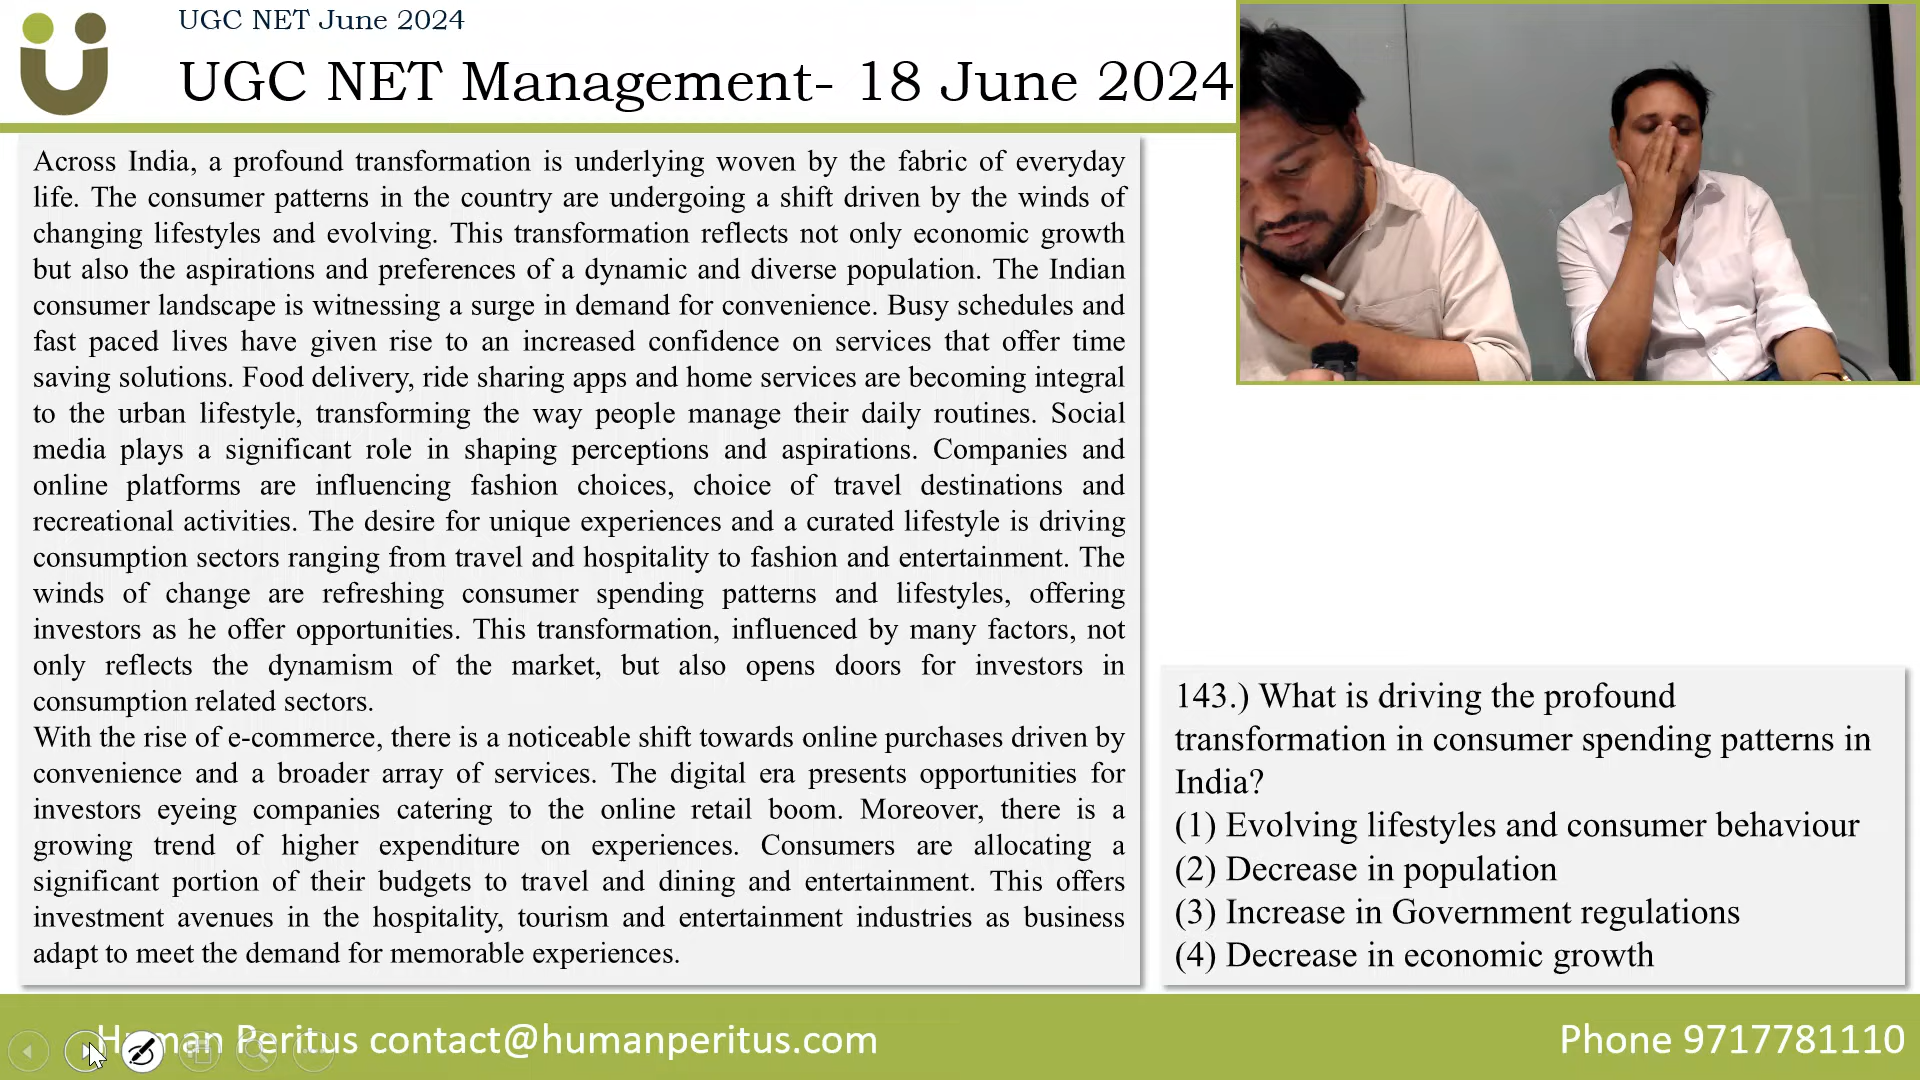 UGC NET June 2024
UGC NET Management- 18 June 2024
Across India, a profound transformation is underlying woven by the fabric of everyday
life. The consumer patterns in the country are undergoing a shift driven by the winds of
changing lifestyles and evolving. This transformation reflects not only economic growth
but also the aspirations and preferences of a dynamic and diverse population. The Indian
consumer landscape is witnessing a surge in demand for convenience. Busy schedules and
fast paced lives have given rise to an increased confidence on services that offer time
saving solutions. Food delivery, ride sharing apps and home services are becoming integral
to the urban lifestyle, transforming the way people manage their daily routines. Social
media plays a significant role in shaping perceptions and aspirations. Companies and
online platforms are influencing fashion choices, choice of travel destinations and
recreational activities. The desire for unique experiences and a curated lifestyle is driving
consumption sectors ranging from travel and hospitality to fashion and entertainment. The
winds of change are refreshing consumer spending patterns and lifestyles, offering
investors as he offer opportunities. This transformation, influenced by many factors, not
only reflects the dynamism of the market, but also opens doors for investors in
consumption related sectors.
With the rise of e-commerce, there is a noticeable shift towards online purchases driven by
convenience and a broader array of services. The digital era presents opportunities for
investors eyeing companies catering to the online retail boom. Moreover, there is a
growing trend of higher expenditure on experiences. Consumers are allocating a
significant portion of their budgets to travel and dining and entertainment. This offers
investment avenues in the hospitality, tourism and entertainment industries as business
adapt to meet the demand for memorable experiences.
143.) What is driving the profound
transformation in consumer spending patterns in
India?
(1) Evolving lifestyles and consumer behaviour
(2) Decrease in population
(3) Increase in Government regulations
(4) Decrease in economic growth
Human Peritus contact@humanperitus.com
Phone 9717781110